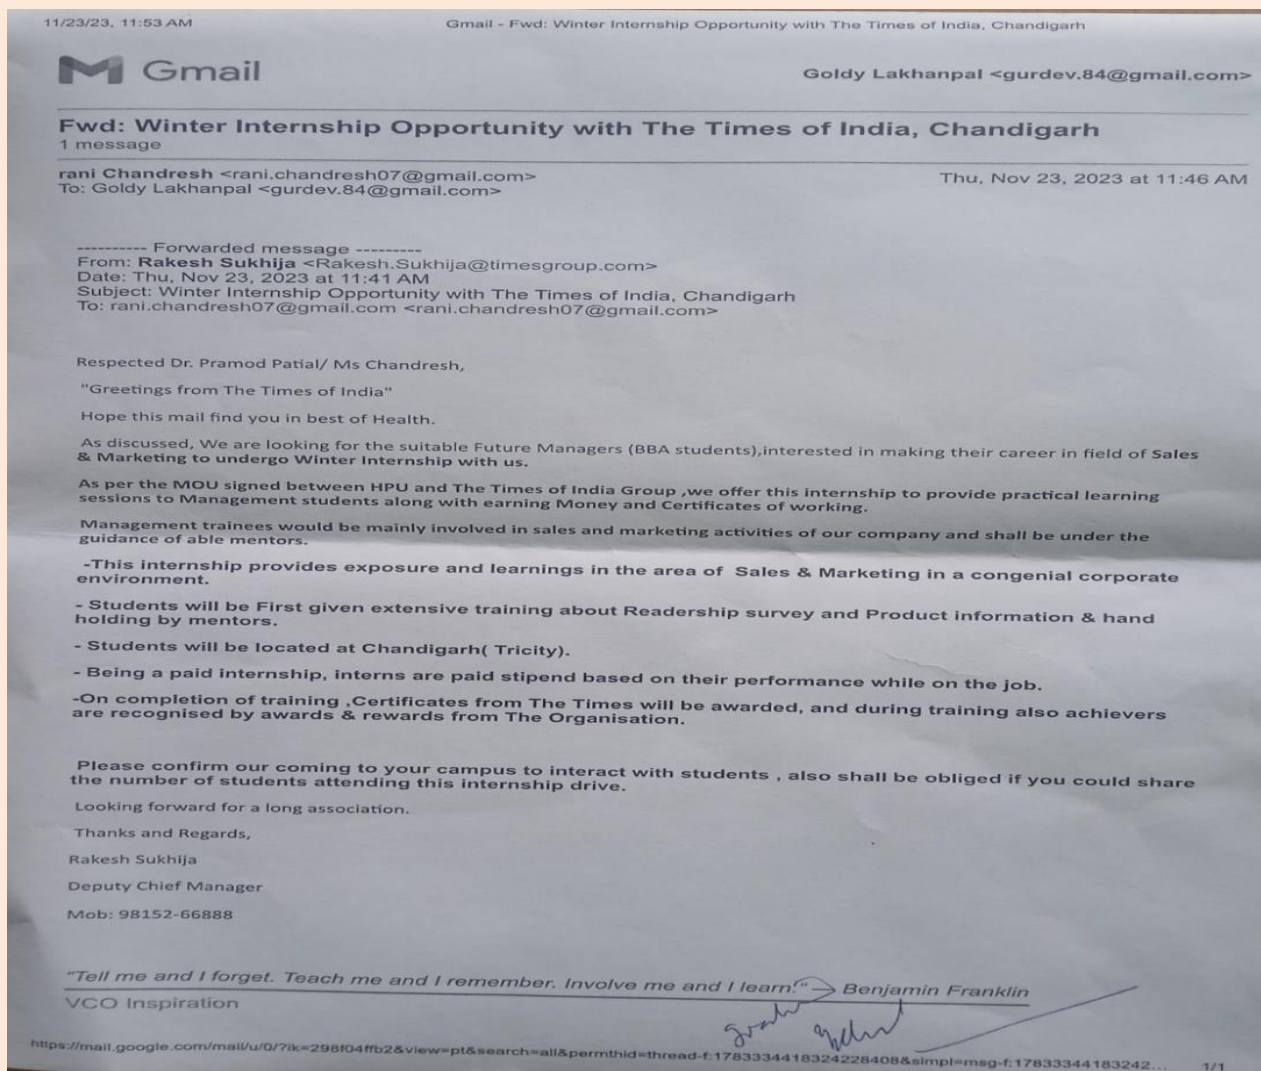 11/23/23, 11:53 AM
Gmail - Fwd: Winter Internship Opportunity with The Times of India, Chandigarh
Gmail
Goldy Lakhanpal <gurdev.84@gmail.com>
Fwd: Winter Internship Opportunity with The Times of India, Chandigarh
1 message
rani Chandresh <rani.chandresh07@gmail.com>
Thu, Nov 23, 2023 at 11:46 AM
To: Goldy Lakhanpal <gurdev.84@gmail.com>
---------- Forwarded message ---------
From: Rakesh Sukhija <Rakesh.Sukhija@timesgroup.com>
Date: Thu, Nov 23, 2023 at 11:41 AM
Subject: Winter Internship Opportunity with The Times of India, Chandigarh
To: rani.chandresh07@gmail.com <rani.chandresh07@gmail.com>
Respected Dr. Pramod Patial/ Ms Chandresh,
"Greetings from The Times of India"
Hope this mail find you in best of Health.
As discussed, We are looking for the suitable Future Managers (BBA students),interested in making their career in field of Sales
& Marketing to undergo Winter Internship with us.
As per the MOU signed between HPU and The Times of India Group ,we offer this internship to provide practical learning
sessions to Management students along with earning Money and Certificates of working.
Management trainees would be mainly involved in sales and marketing activities of our company and shall be under the
guidance of able mentors.
-This internship provides exposure and learnings in the area of Sales & Marketing in a congenial corporate
environment.
- Students will be First given extensive training about Readership survey and Product information & hand
holding by mentors.
- Students will be located at Chandigarh( Tricity).
- Being a paid internship, interns are paid stipend based on their performance while on the job.
-On completion of training ,Certificates from The Times will be awarded, and during training also achievers
are recognised by awards & rewards from The Organisation.
Please confirm our coming to your campus to interact with students , also shall be obliged if you could share
the number of students attending this internship drive.
Looking forward for a long association.
Thanks and Regards,
Rakesh Sukhija
Deputy Chief Manager
Mob: 98152-66888
"Tell me and I forget. Teach me and I remember. Involve me and I learn." Benjamin Franklin
VCO Inspiration
https://mail.google.com/mail/u/0/?ik=298f04ffb2&view=pt&search=all&permthid=thread-f:1783334418324228408&simpl=msg-f:17833344183242... 1/1